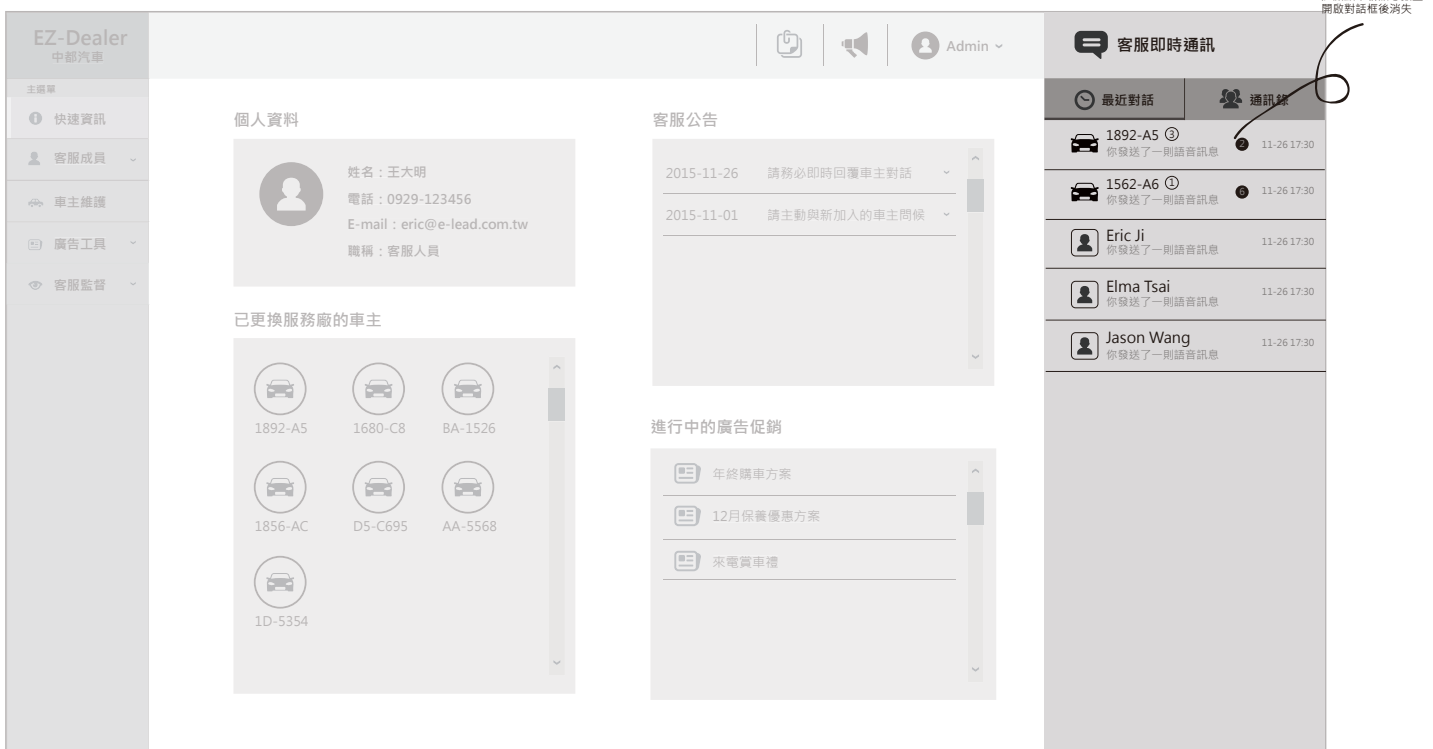 開啟對話框後消失
EZ-Dealer
中部汽車
Admin
客服即時通訊
主選單
快速資訊
客服成員
車主維護
廣告工具
客服監督
個人資料
姓名：王大明
電話：0929-123456
E-mail：eric@e-lead.com.tw
職稱：客服人員
已更換服務廠的車主
1892-A5
1680-C8
BA-1526
1856-AC
D5-C695
AA-5568
1D-5354
客服公告
2015-11-26 請務必即時回覆車主對話
2015-11-01 請主動與新加入的車主問候
進行中的廣告促銷
年終購車方案
12月保養優惠方案
來電賞車禮
最近對話
通訊錄
1892-A5 ③
你發送了一則語音訊息
2
11-26 17:30
1562-A6 ①
你發送了一則語音訊息
6
11-26 17:30
Eric Ji
你發送了一則語音訊息
11-26 17:30
Elma Tsai
你發送了一則語音訊息
11-26 17:30
Jason Wang
你發送了一則語音訊息
11-26 17:30